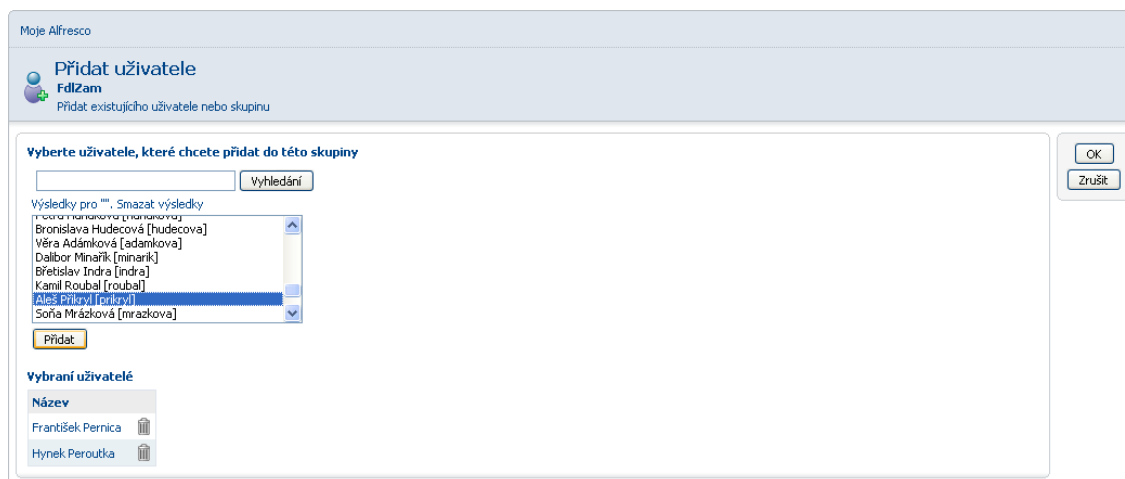 Moje Alfresco
Přidat uživatele
FdlZam
Přidat existujícího uživatele nebo skupinu
Vyberte uživatele, které chcete přidat do této skupiny
OK
Vyhledání
Zrušit
Výsledky pro "". Smazat výsledky
Bronislava Hudecová [hudecova]
Věra Adámková [adamkova]
Dalibor Minařík [minarik]
Břetislav Indra [indra]
Kamil Roubal [roubal]
Aleš Přikryl [prikryl]
Soňa Mrázková [mrazkova]
Přidat
Vybraní uživatelé
Název
František Pernica
Hynek Peroutka